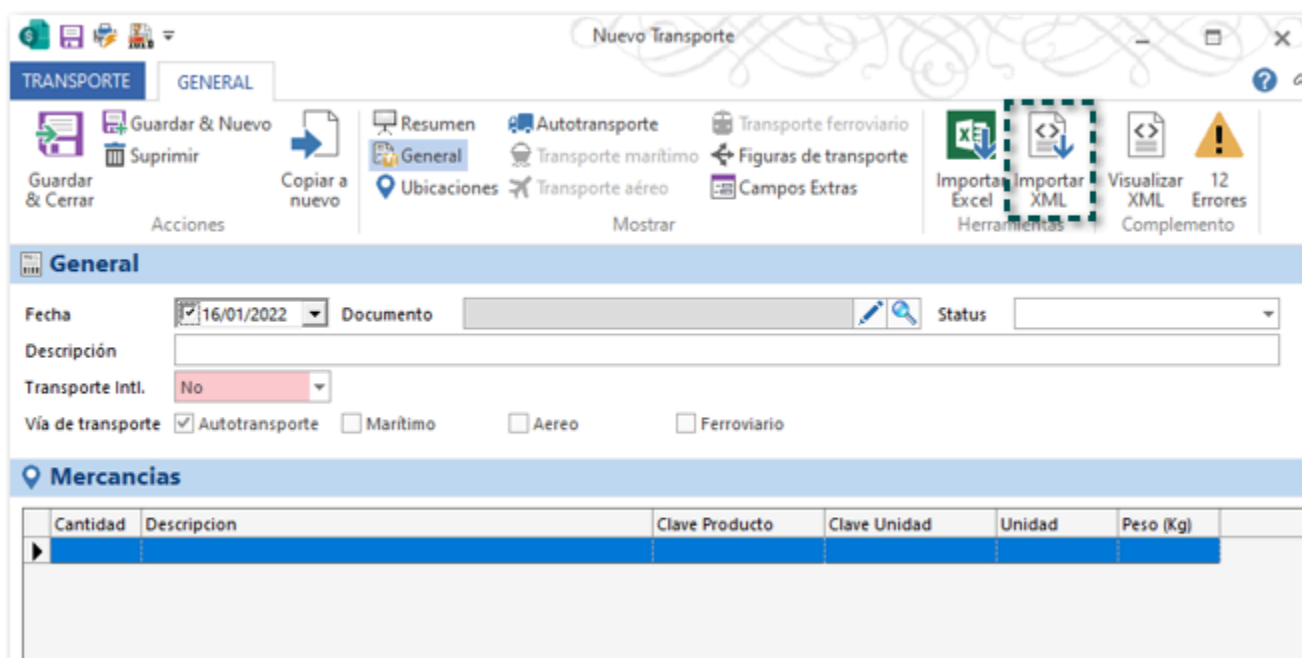 Nuevo Transporte
TRANSPORTE GENERAL
Guardar & Cerrar
Guardar & Nuevo
Suprimir
Copiar a nuevo
Acciones
Resumen
General
Ubicaciones
Autotransporte
Transporte marítimo
Transporte aéreo
Transporte ferroviario
Figuras de transporte
Campos Extras
Mostrar
Importar Excel
Importar XML
Herramientas
Visualizar XML
12 Errores
Complemento
General
Fecha 16/01/2022 Documento Status
Descripción
Transporte Intl. No
Vía de transporte Autotransporte Marítimo Aereo Ferroviario
Mercancias
Cantidad Descripcion Clave Producto Clave Unidad Unidad Peso (Kg)